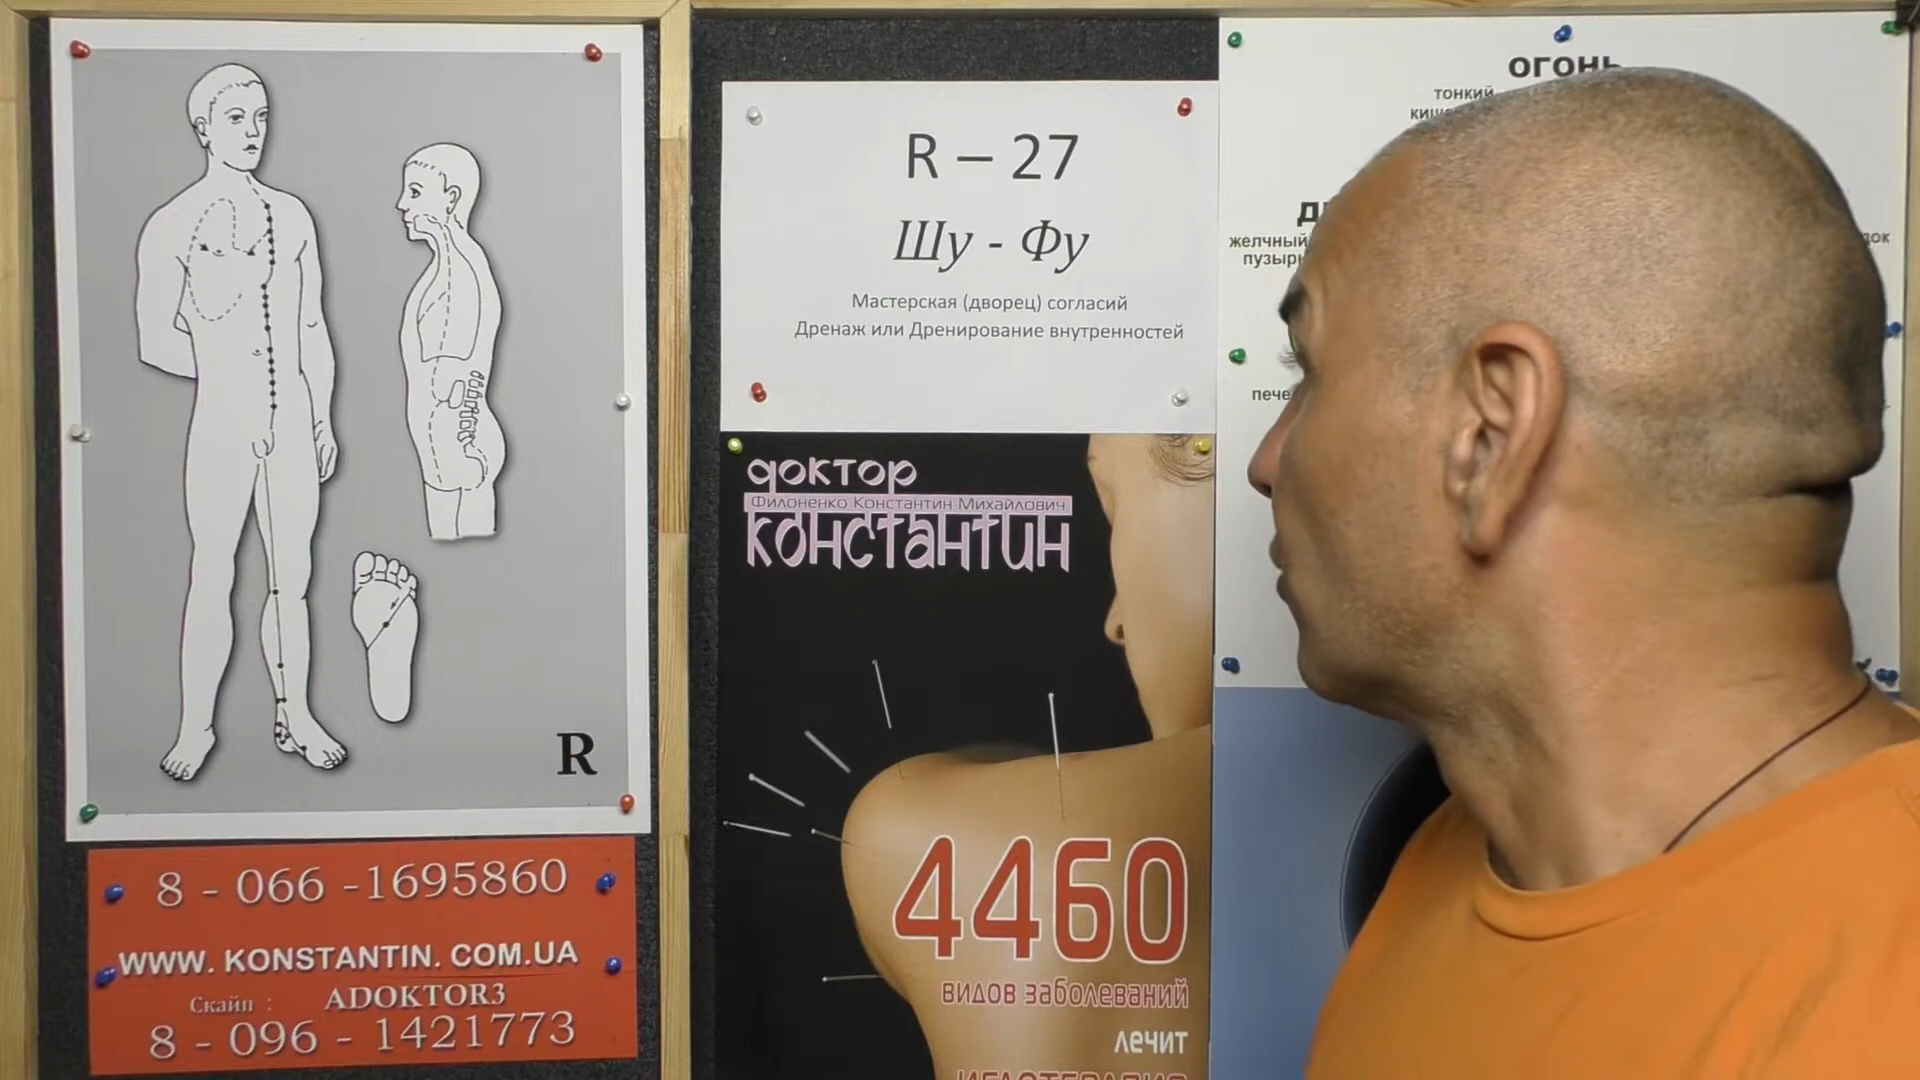 R
8 - 066 - 1695860
WWW. KONSTANTIN. COM.UA
Скайп : ADOKTOR3
8 - 096 - 1421773
R – 27
Шу - Фу
Мастерская (дворец) согласий
Дренаж или Дренирование внутренностей
доктор
Филоненко Константин Михайлович
константин
4460
видов заболеваний
лечит
ОГОНЬ
тонкий
желчный
пузырь